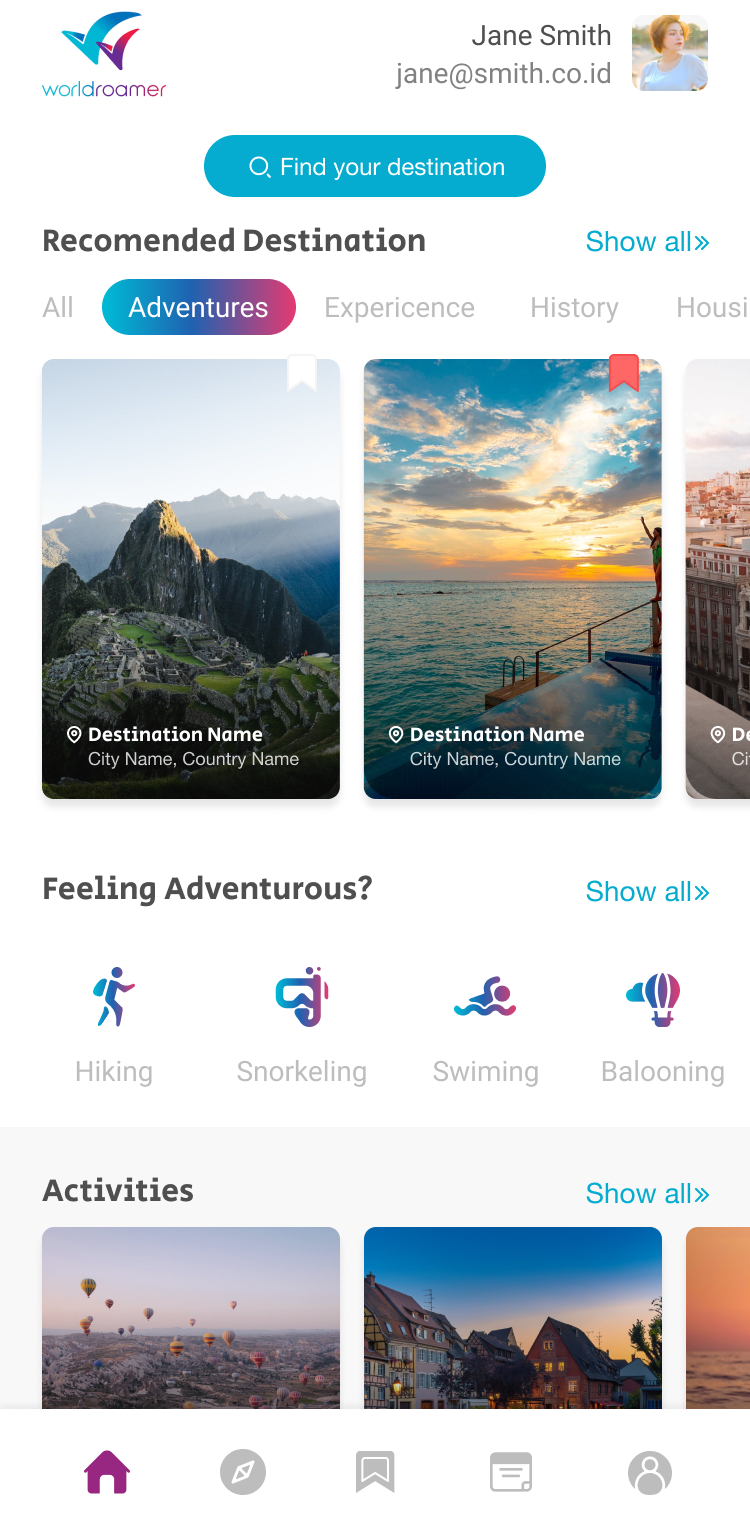 worldroamer
Jane Smith
jane@smith.co.id
Find your destination
Recomended Destination
Show all»
All
Adventures
Expericence
History
Housi
Destination Name
City Name, Country Name
Destination Name
City Name, Country Name
De
Ci
Feeling Adventurous?
Show all»
Hiking
Snorkeling
Swiming
Balooning
Activities
Show all»